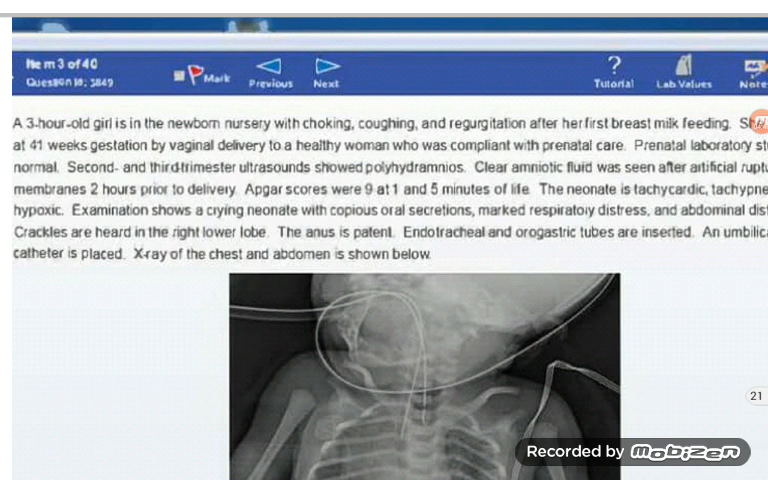 Item 3 of 40
Question Id: 3849
Mark
Previous
Next
Tutorial
Lab Values
Note
A 3-hour-old girl is in the newborn nursery with choking, coughing, and regurgitation after her first breast milk feeding.
at 41 weeks gestation by vaginal delivery to a healthy woman who was compliant with prenatal care. Prenatal laboratory
normal. Second- and third-trimester ultrasounds showed polyhydramnios. Clear amniotic fluid was seen after artificial
membranes 2 hours prior to delivery. Apgar scores were 9 at 1 and 5 minutes of life. The neonate is tachycardic,
hypoxic. Examination shows a crying neonate with copious oral secretions, marked respiratory distress, and abdominal
Crackles are heard in the right lower lobe. The anus is patent. Endotracheal and orogastric tubes are inserted. An
catheter is placed. X-ray of the chest and abdomen is shown below.
21
Recorded by mobizen